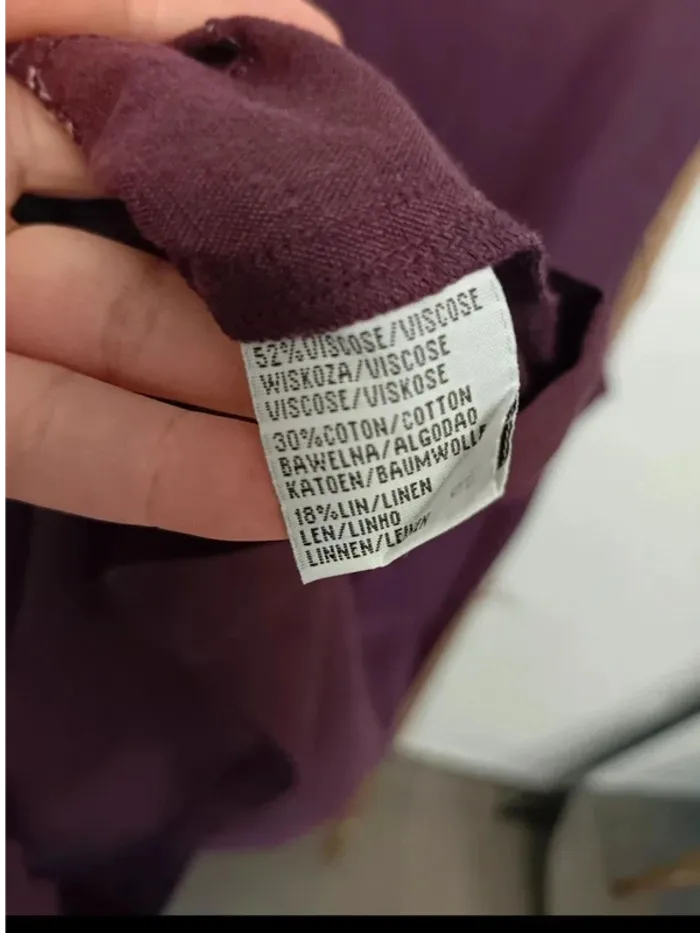 52%VISCOSE/VISCOSE
WISKOZA/VISCOSE
VISCOSE/VISKOSE
30%COTON/COTTON
BAWELNA/ALGODAO
KATOEN/BAUMWOLLE
18%LIN/LINEN
LEN/LINHO
LINNEN/LEINEN